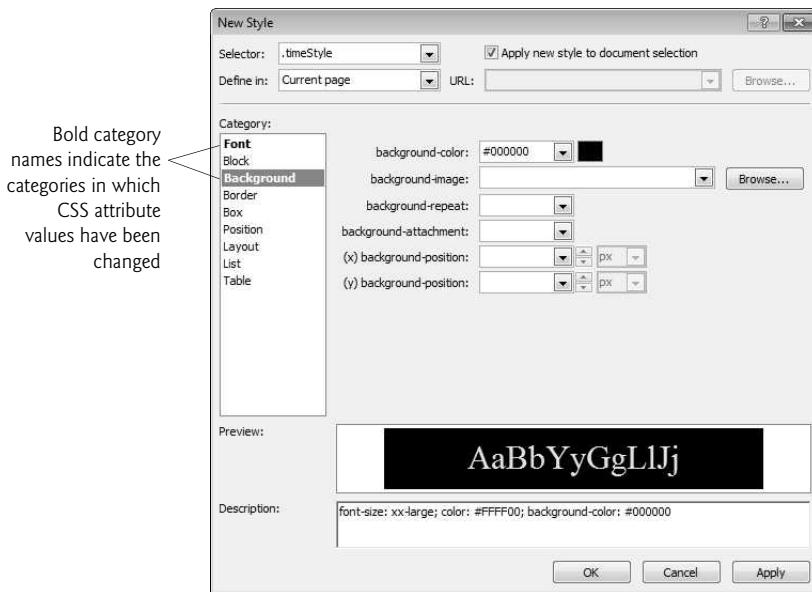 New Style
Selector: .timeStyle Apply new style to document selection
Define in: Current page URL: Browse...
Category:
Bold category
names indicate the
categories in which
CSS attribute
values have been
changed
Font
Block
Background
Border
Box
Position
Layout
List
Table
background-color: #000000
background-image: Browse...
background-repeat:
background-attachment:
(x) background-position: px
(y) background-position: px
Preview:
AaBbYyGgLlJj
Description:
font-size: xx-large; color: #FFFF00; background-color: #000000
OK Cancel Apply